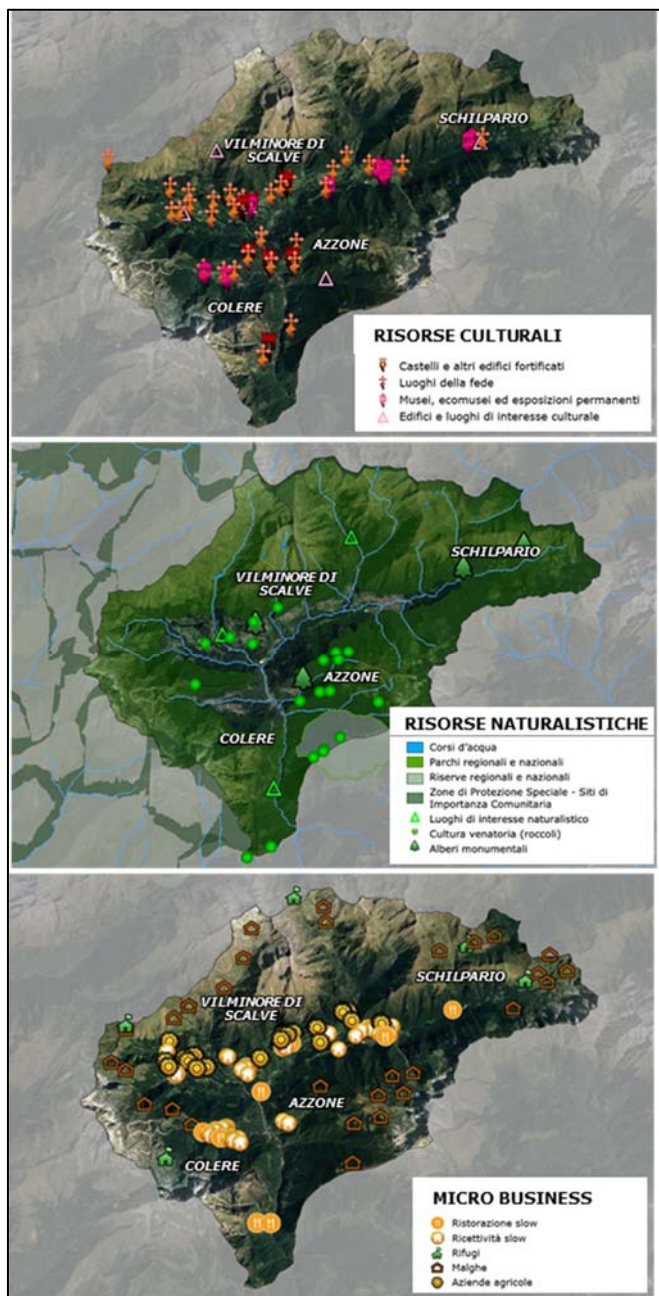 SCHILPARIO
VILMINORE DI
SCALVE
AZZONE
COLERE
RISORSE CULTURALI
Castelli e altri edifici fortificati
Luoghi della fede
Musei, ecomusei ed esposizioni permanenti
Edifici e luoghi di interesse culturale
SCHILPARIO
VILMINORE DI
SCALVE
AZZONE
COLERE
RISORSE NATURALISTICHE
Corsi d'acqua
Parchi regionali e nazionali
Riserve regionali e nazionali
Zone di Protezione Speciale - Siti di
Importanza Comunitaria
Luoghi di interesse naturalistico
Cultura venatoria (roccoli)
Alberi monumentali
SCHILPARIO
VILMINORE DI
SCALVE
AZZONE
COLERE
MICRO BUSINESS
Ristorazione slow
Ricettività slow
Rifugi
Malghe
Aziende agricole